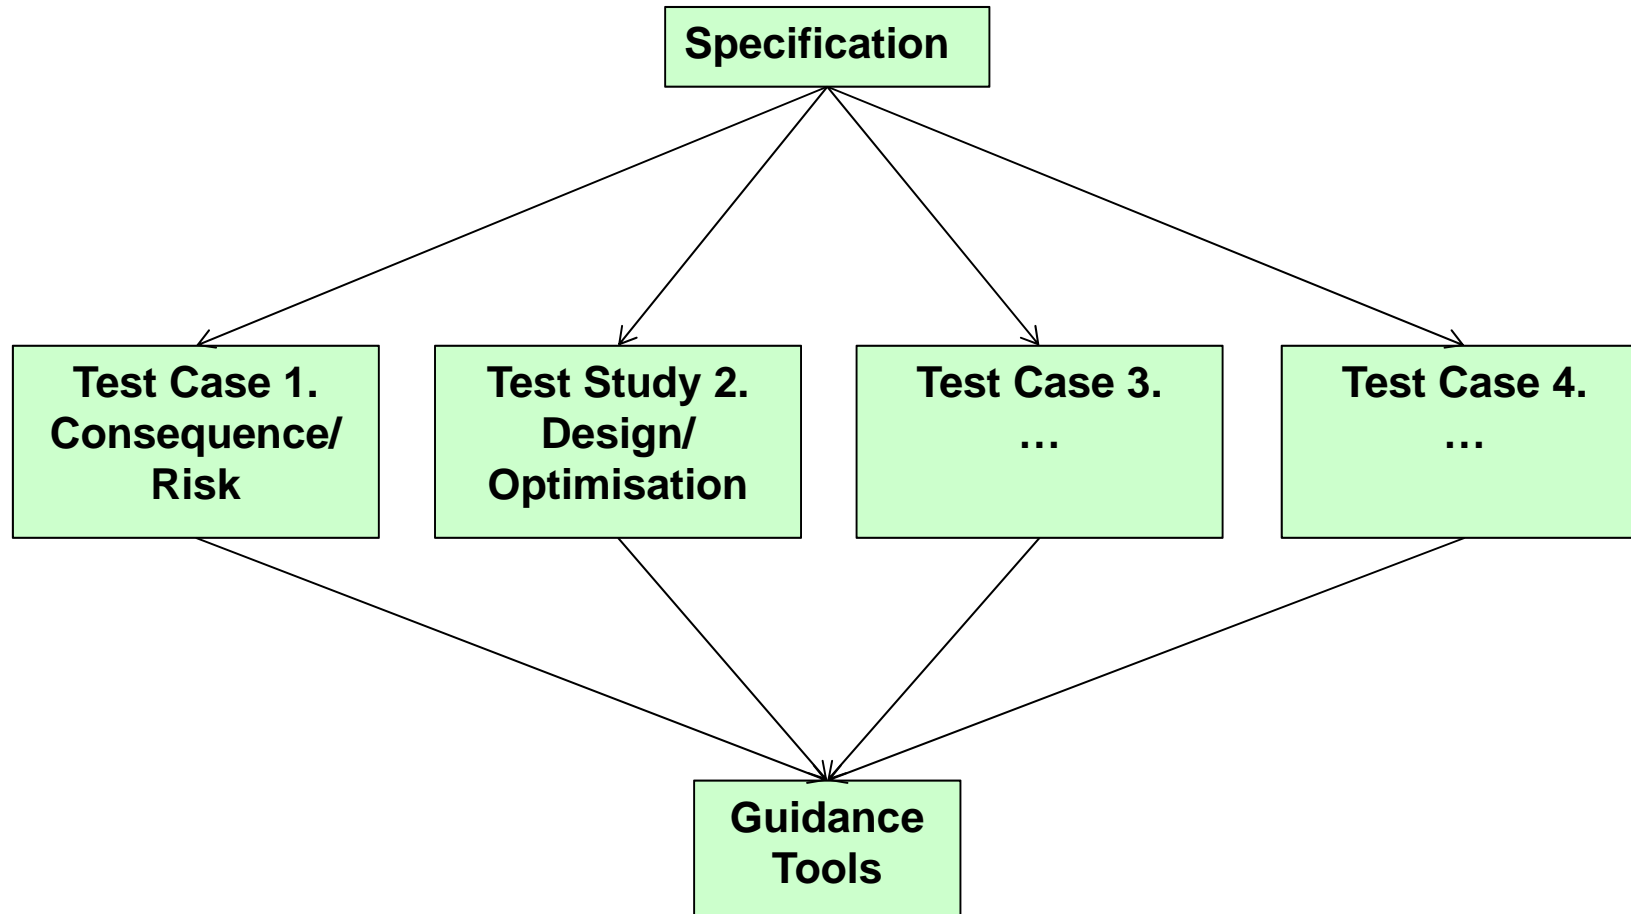 Specification
Test Case 1.
Consequence/
Risk
Test Study 2.
Design/
Optimisation
Test Case 3.
…
Test Case 4.
…
Guidance
Tools